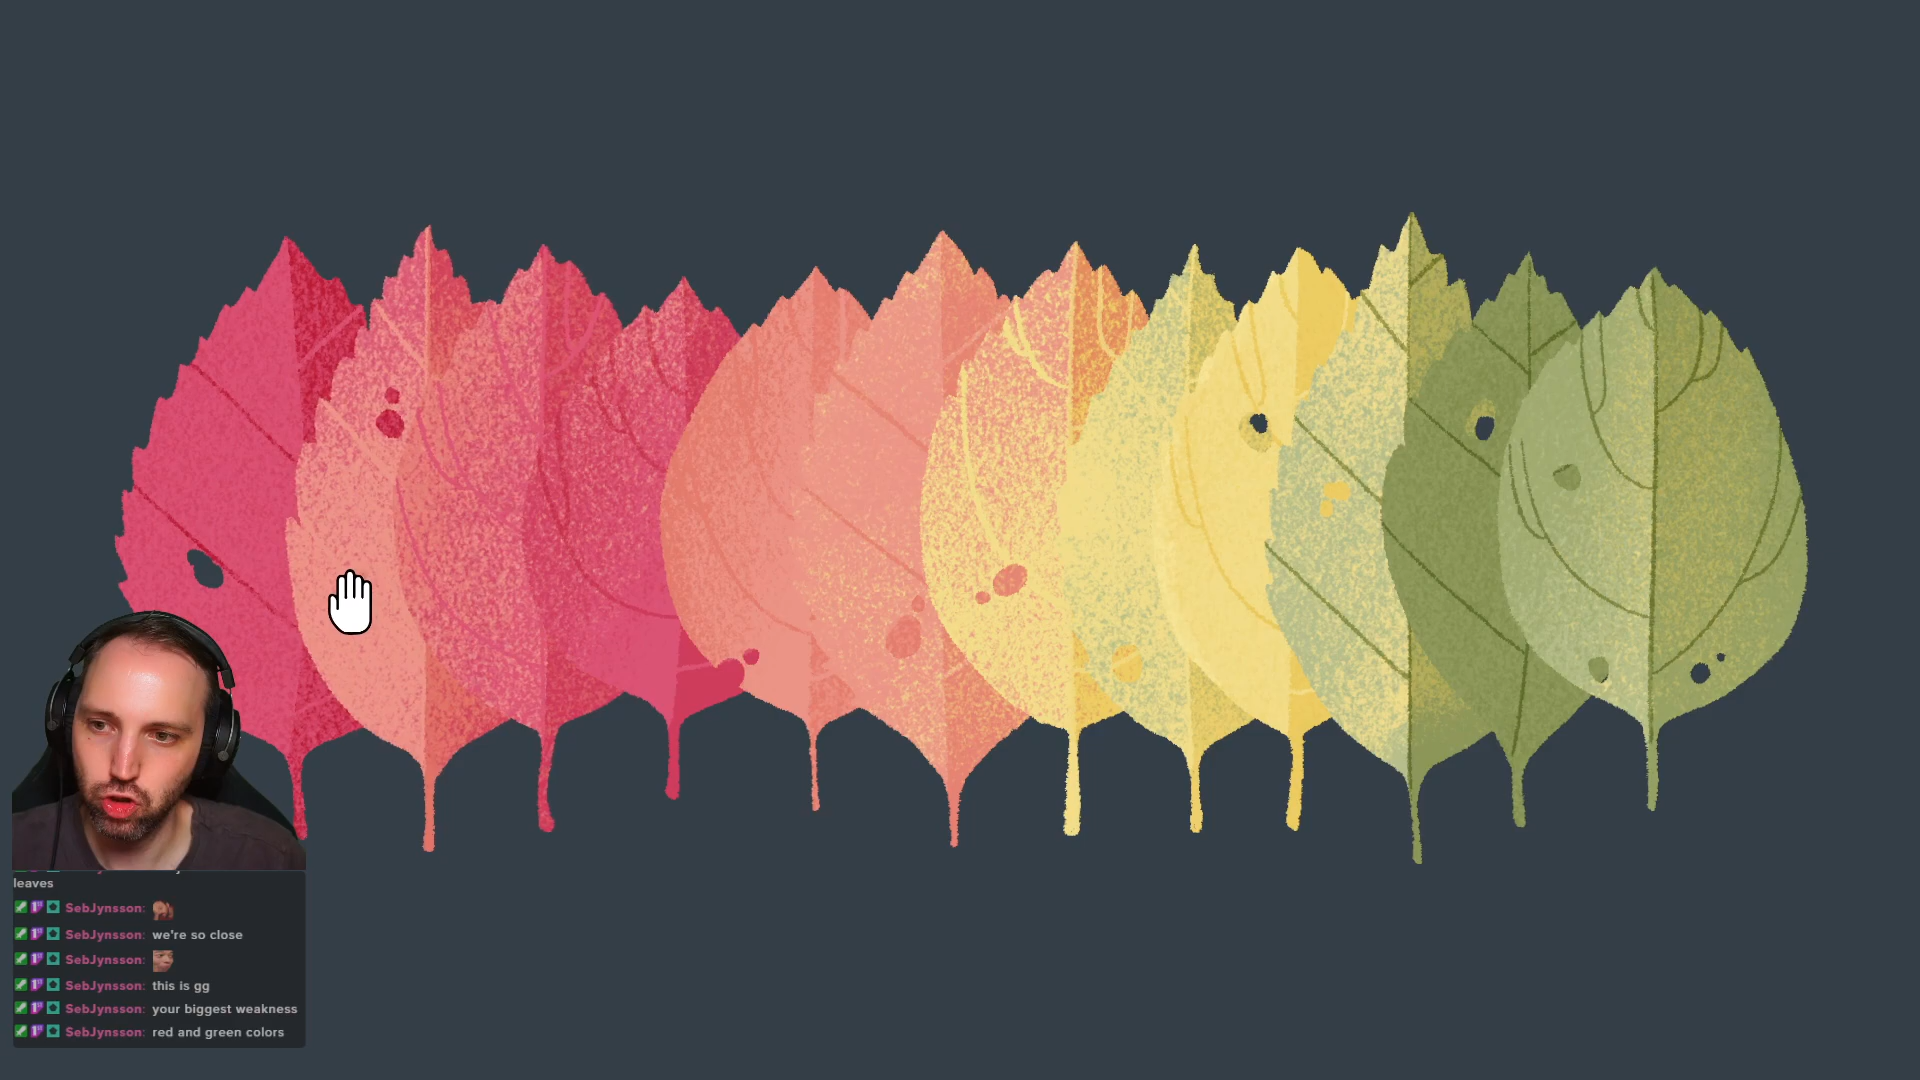 leaves
SebJynsson:
SebJynsson: we're so close
SebJynsson:
SebJynsson: this is gg
SebJynsson: your biggest weakness
SebJynsson: red and green colors